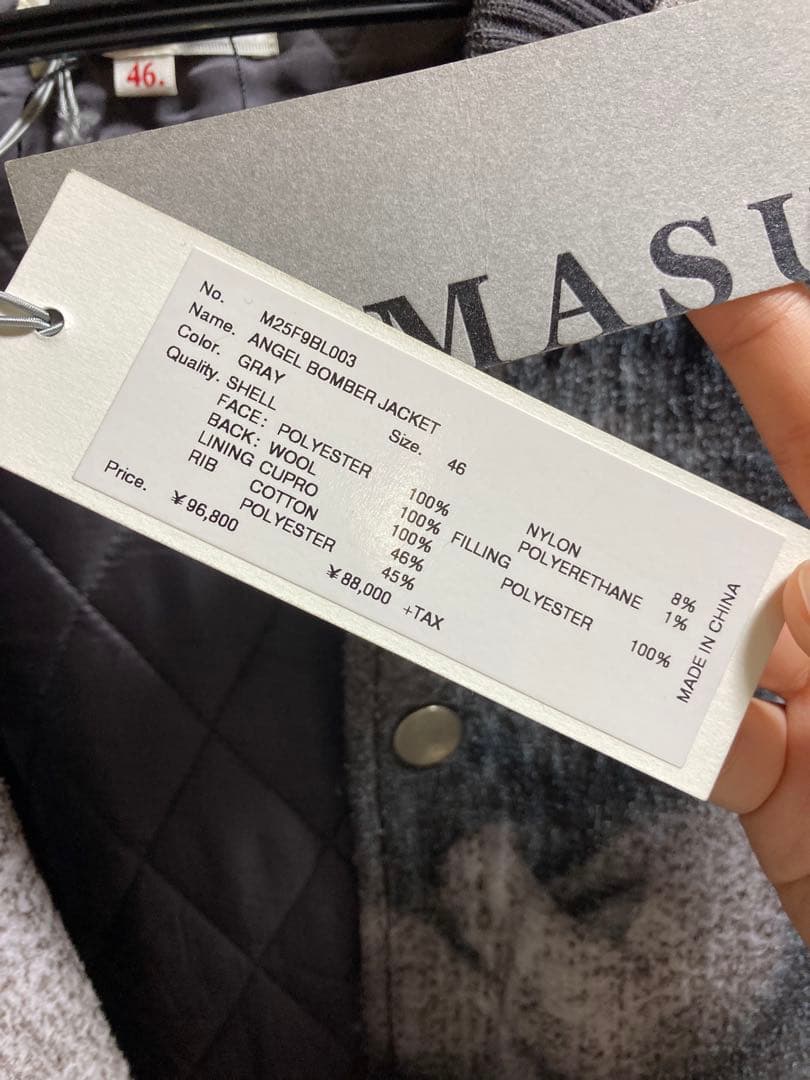 46.
MASU
No. M25F9BL003
Name. ANGEL BOMBER JACKET
Color. GRAY Size. 46
Quality. SHELL
FACE: POLYESTER 100%
BACK: WOOL 100%
LINING CUPRO 100%
RIB COTTON 46%
POLYESTER 45%
NYLON 8%
POLYERETHANE 1%
FILLING
POLYESTER 100%
Price. ¥96,800 ¥88,000 +TAX
MADE IN CHINA